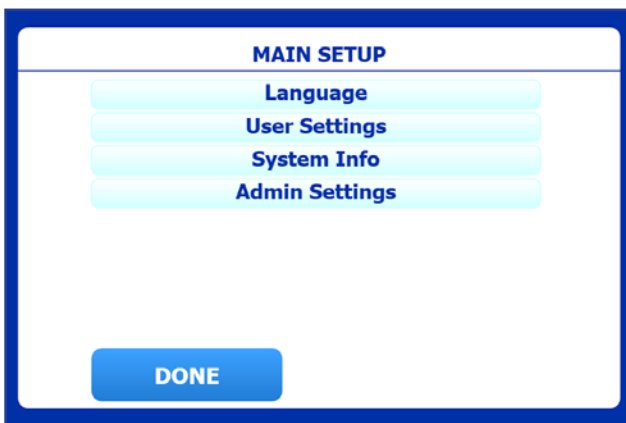 MAIN SETUP
Language
User Settings
System Info
Admin Settings
DONE